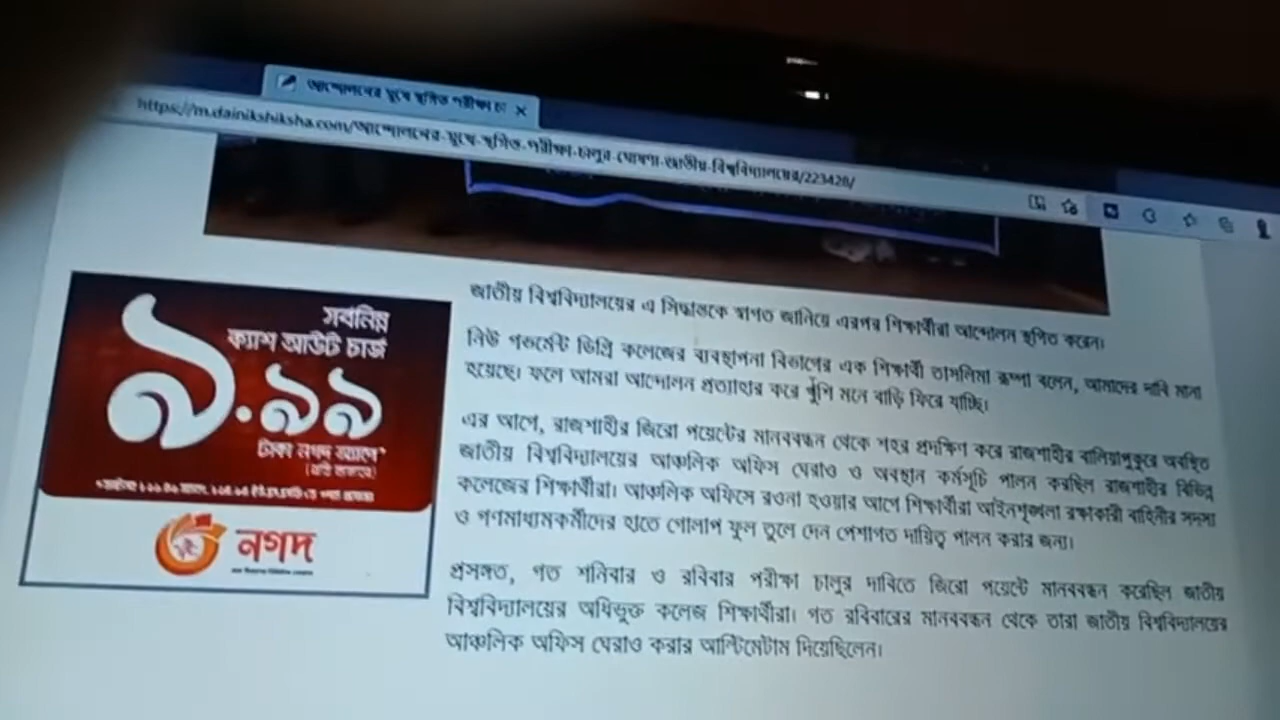 আন্দোলনের মুখে স্থগিত পরীক্ষা চা
https://m.dainikshiksha.com/আন্দোলনের-মুখে-স্থগিত-পরীক্ষা-চালুর-ঘোষণা-জাতীয়-বিশ্ববিদ্যালয়ের/223420/
জাতীয় বিশ্ববিদ্যালয়ের এ সিদ্ধান্তকে স্বাগত জানিয়ে এরপর শিক্ষার্থীরা আন্দোলন স্থগিত করেন।
নিউ গভর্মেন্ট ডিগ্রি কলেজের ব্যবস্থাপনা বিভাগের এক শিক্ষার্থী তাসলিমা রুম্পা বলেন, আমাদের দাবি মানা
হয়েছে। ফলে আমরা আন্দোলন প্রত্যাহার করে খুশি মনে বাড়ি ফিরে যাচ্ছি।
এর আগে, রাজশাহীর জিরো পয়েন্টের মানববন্ধন থেকে শহর প্রদক্ষিণ করে রাজশাহীর বালিয়াপুকুরে অবস্থিত
জাতীয় বিশ্ববিদ্যালয়ের আঞ্চলিক অফিস ঘেরাও ও অবস্থান কর্মসূচি পালন করছিল রাজশাহীর বিভিন্ন
কলেজের শিক্ষার্থীরা। আঞ্চলিক অফিসে রওনা হওয়ার আগে শিক্ষার্থীরা আইনশৃঙ্খলা রক্ষাকারী বাহিনীর সদস্য
ও গণমাধ্যমকর্মীদের হাতে গোলাপ ফুল তুলে দেন পেশাগত দায়িত্ব পালন করার জন্য।
প্রসঙ্গত, গত শনিবার ও রবিবার পরীক্ষা চালুর দাবিতে জিরো পয়েন্টে মানববন্ধন করেছিল জাতীয়
বিশ্ববিদ্যালয়ের অধিভুক্ত কলেজ শিক্ষার্থীরা। গত রবিবারের মানববন্ধন থেকে তারা জাতীয় বিশ্ববিদ্যালয়ের
আঞ্চলিক অফিস ঘেরাও করার আল্টিমেটাম দিয়েছিলেন।
সর্বনিম্ন
ক্যাশ আউট চার্জ
৯.৯৯
টাকা নগদ অ্যাপে*
নগদ